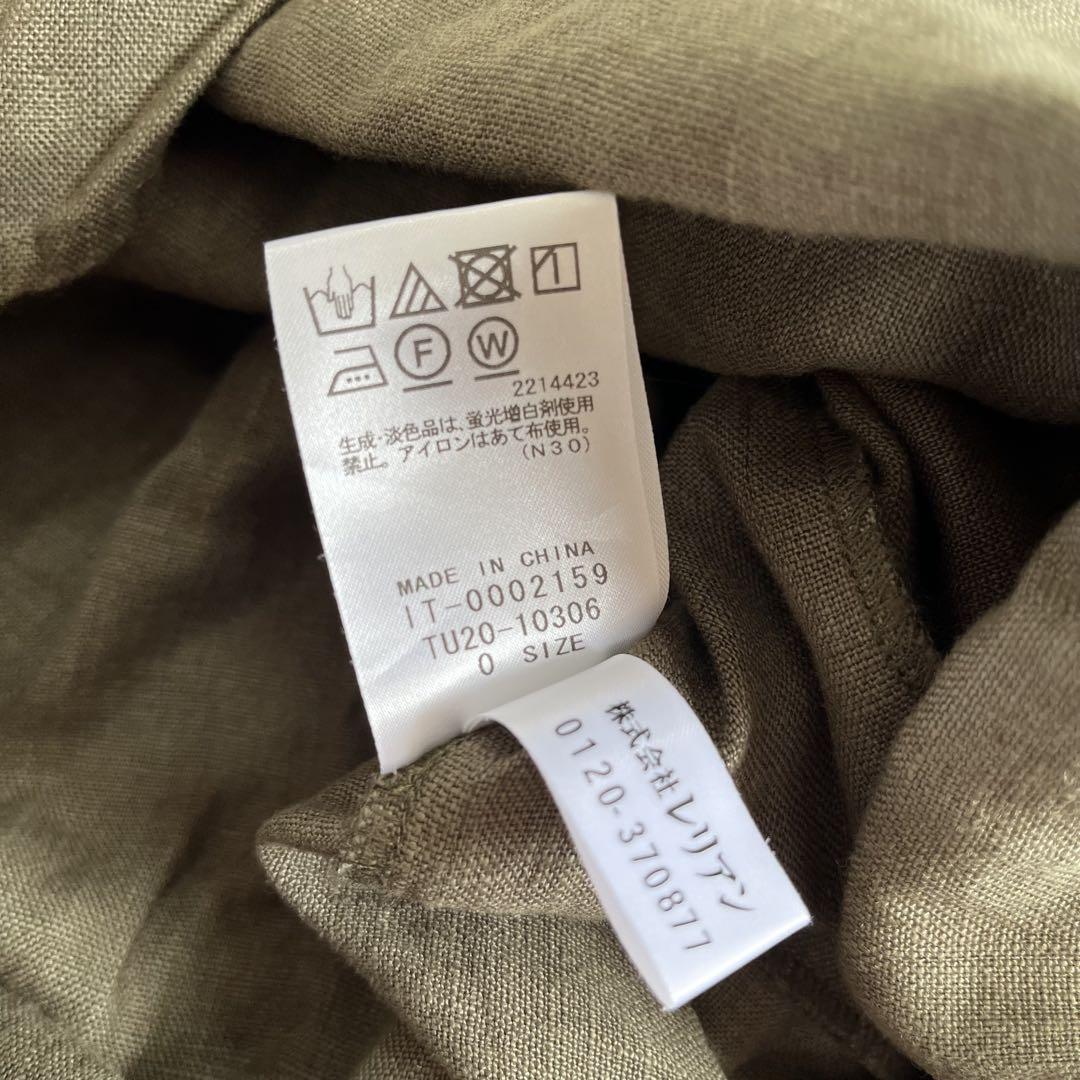 F W
2214423
生成・淡色品は、蛍光増白剤使用
禁止。アイロンはあて布使用。
(N30)
MADE IN CHINA
IT-0002159
TU20-10306
0 SIZE
株式会社レリアン
0120-370877